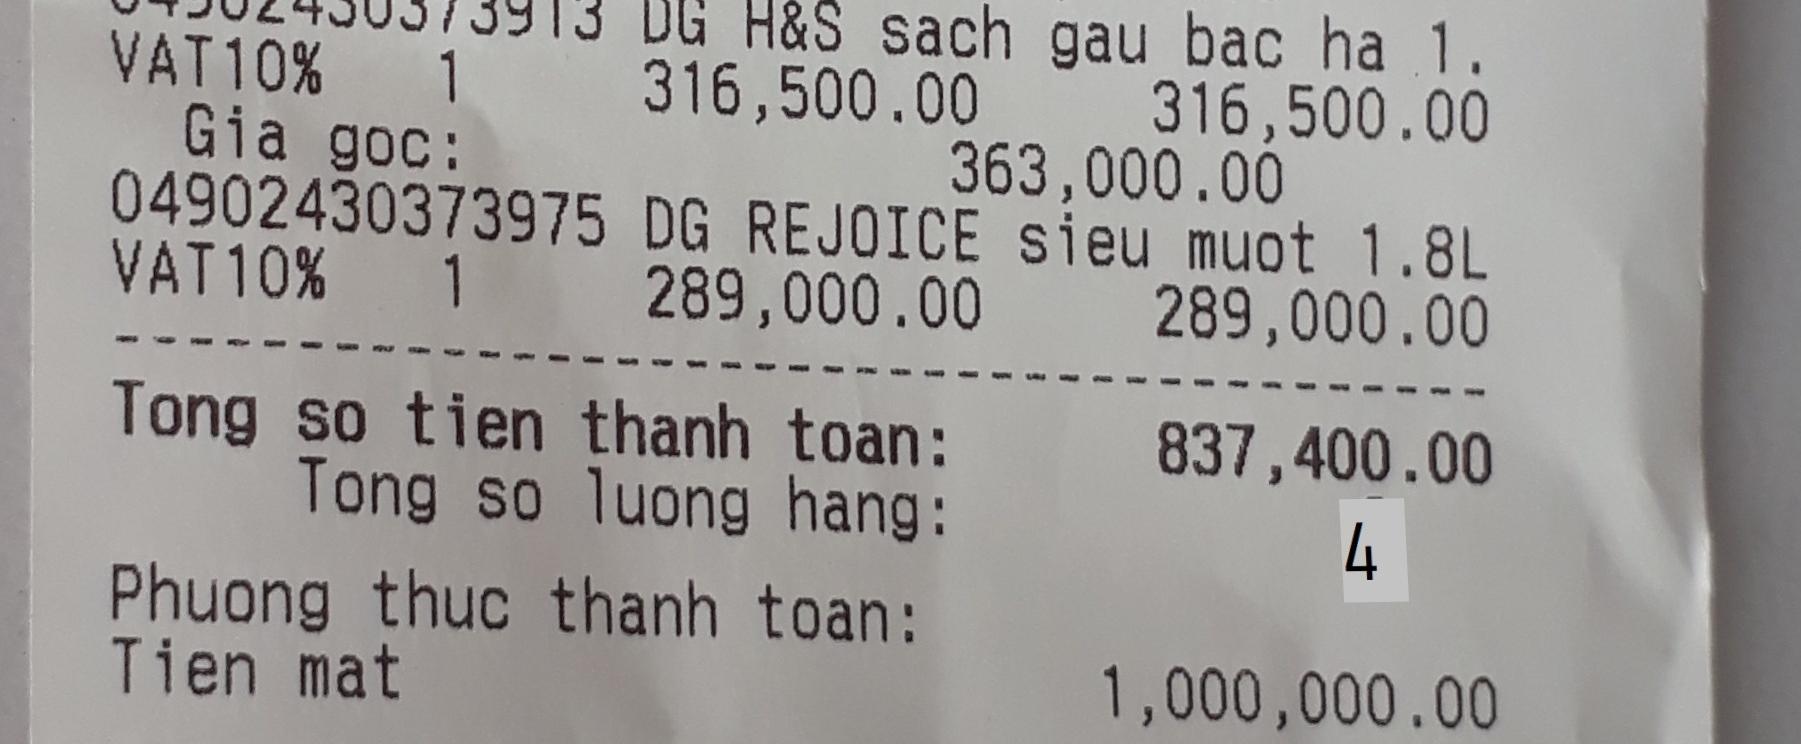 04902430373913 DG H&S sach gau bac ha 1.
VAT10% 1 316,500.00 316,500.00
Gia goc: 363,000.00
04902430373975 DG REJOICE sieu muot 1.8L
VAT10% 1 289,000.00 289,000.00
----------------------------------------
Tong so tien thanh toan: 837,400.00
Tong so luong hang: 4
Phuong thuc thanh toan:
Tien mat 1,000,000.00